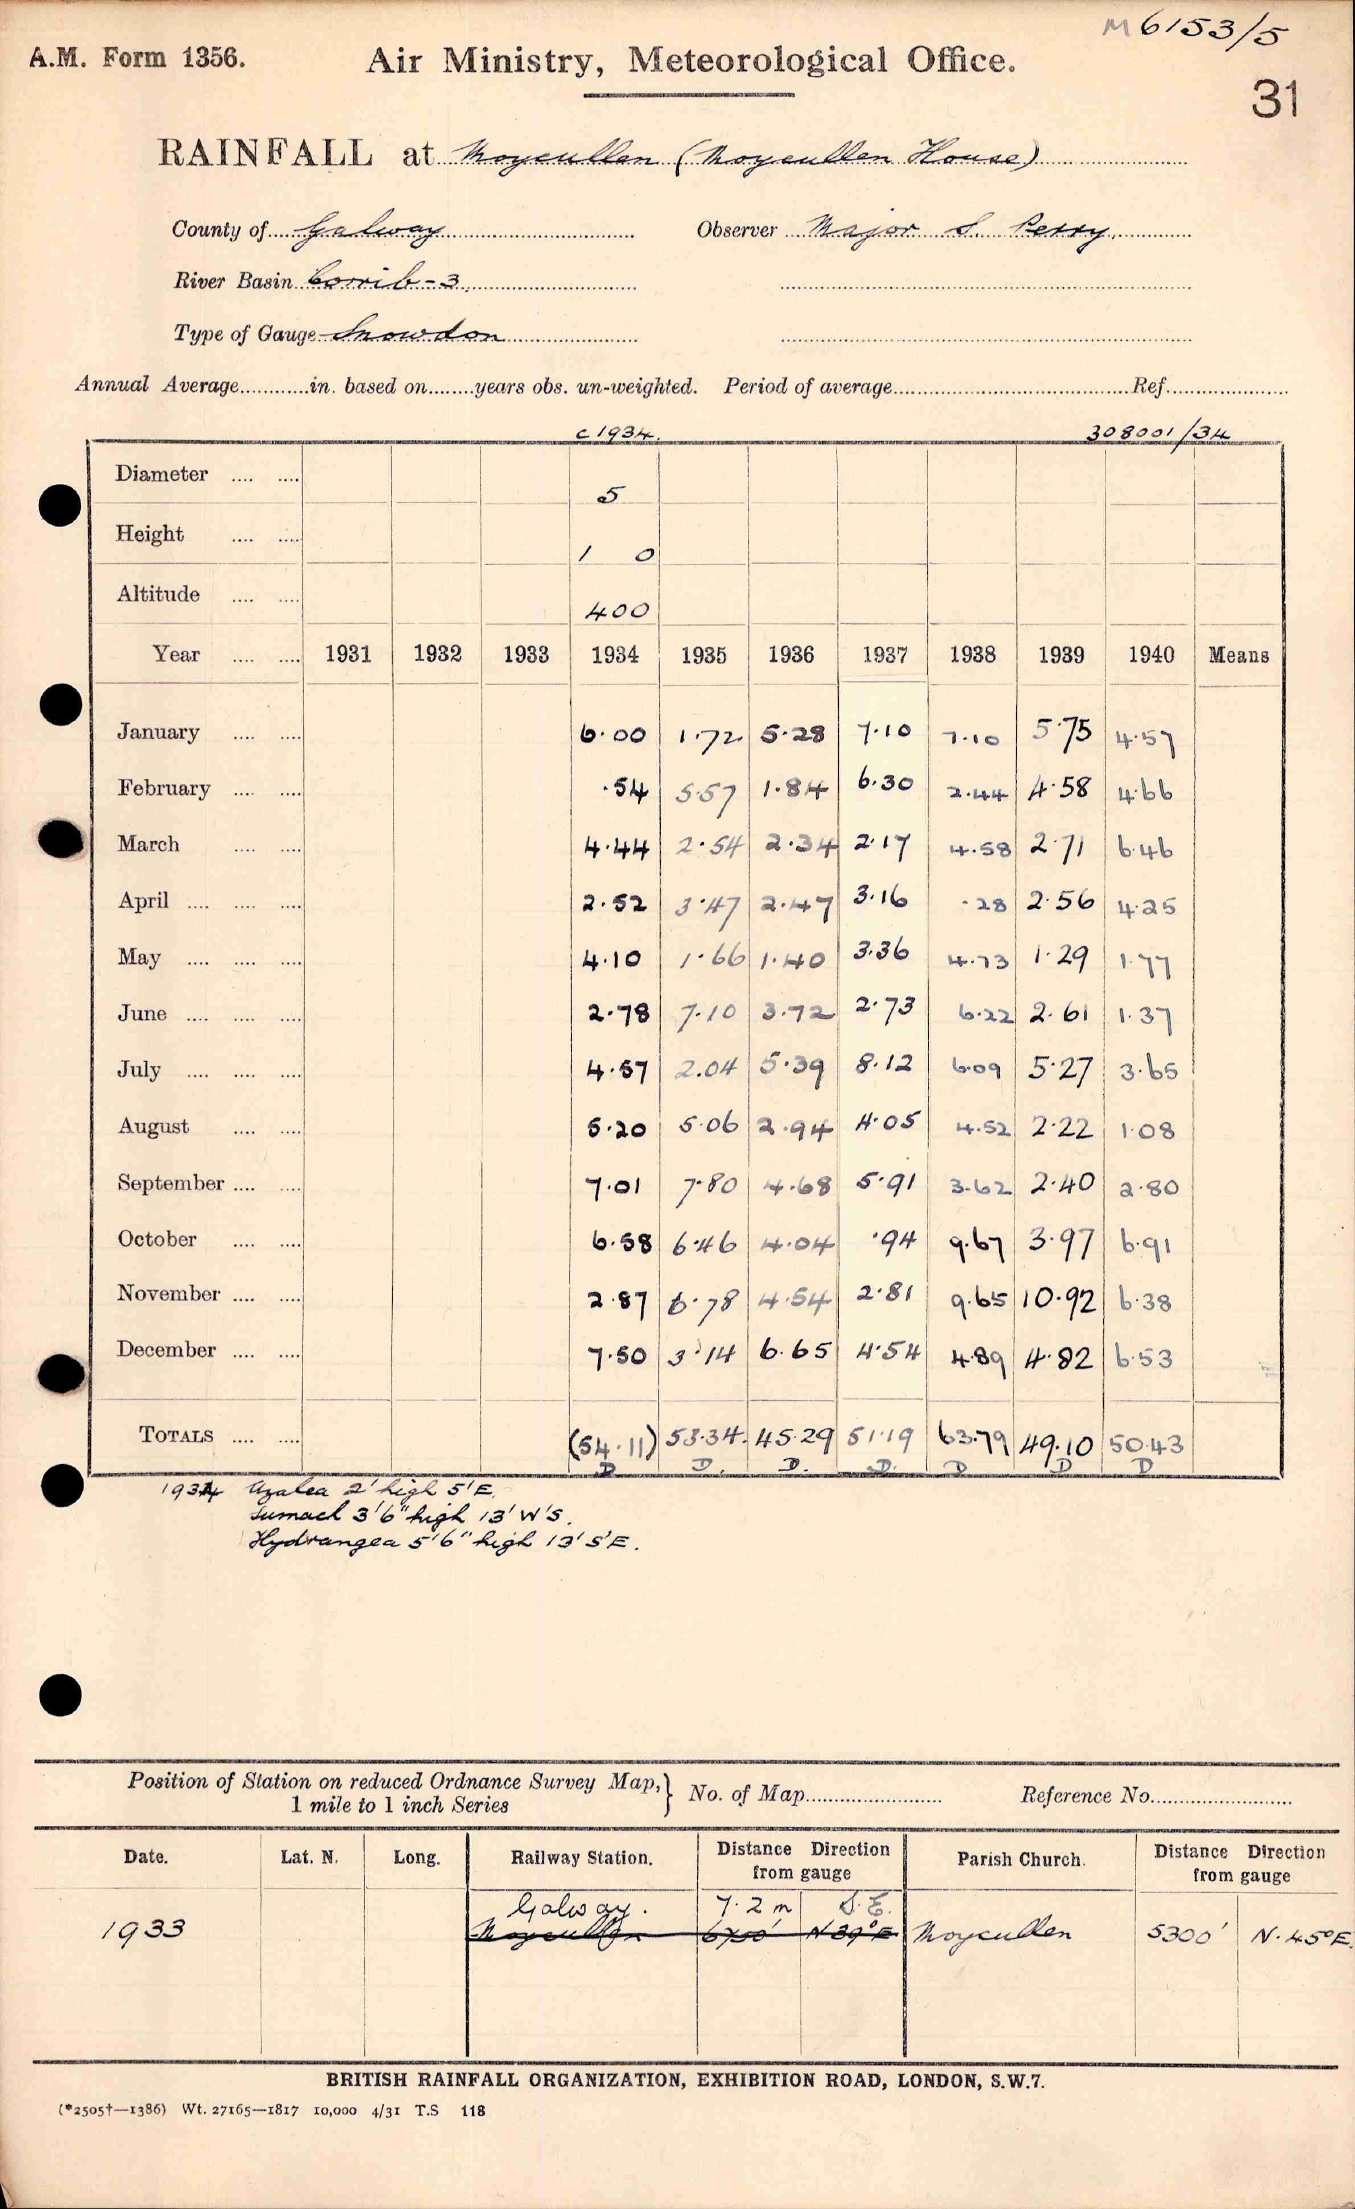 M6153/5
A.M. Form 1356. Air Ministry, Meteorological Office.
31
RAINFALL at Moycullen (Moycullen House)
County of Galway Observer Major S. Perry.
River Basin Corrib-3.
Type of Gauge Snowdon
Annual Average............in. based on........years obs. un-weighted. Period of average............Ref............
c1934. 308001/34
Diameter .... .... 5
Height .... .... 1 0
Altitude .... .... 400
Year .... .... 1931 1932 1933 1934 1935 1936 1937 1938 1939 1940 Means
January .... .... 6.00 1.72 5.28 7.10 7.10 5.75 4.57
February .... .... .54 5.57 1.84 6.30 2.44 4.58 4.66
March .... .... 4.44 2.54 2.34 2.17 4.58 2.71 6.46
April .... .... .... 2.52 3.47 2.47 3.16 .28 2.56 4.25
May .... .... .... 4.10 1.66 1.40 3.36 4.73 1.29 1.77
June .... .... .... 2.78 7.10 3.72 2.73 6.22 2.61 1.37
July .... .... .... 4.57 2.04 5.39 8.12 6.09 5.27 3.65
August .... .... 5.20 5.06 2.94 4.05 4.52 2.22 1.08
September .... .... 7.01 7.80 4.68 5.91 3.62 2.40 2.80
October .... .... 6.58 6.46 4.04 .94 9.67 3.97 6.91
November .... .... 2.87 6.78 4.54 2.81 9.65 10.92 6.38
December .... .... 7.50 3.14 6.65 4.54 4.89 4.82 6.53
TOTALS .... .... (54.11) 53.34. 45.29 51.19 63.79 49.10 50.43
D D. D. D. D D D
1934 Azalea 2' high 5' E.
Sumach 3'6" high 13' W'S.
Hydrangea 5'6" high 13' S'E.
Position of Station on reduced Ordnance Survey Map, } No. of Map............ Reference No............
1 mile to 1 inch Series
Date. Lat. N. Long. Railway Station. Distance Direction from gauge Parish Church. Distance Direction from gauge
Galway. 7.2 m S.E.
1933 Moycullen 6750' N 39° E Moycullen 5300' N. 45° E.
BRITISH RAINFALL ORGANIZATION, EXHIBITION ROAD, LONDON, S.W.7.
(*2505†—1386) Wt. 27165—1817 10,000 4/31 T.S 118